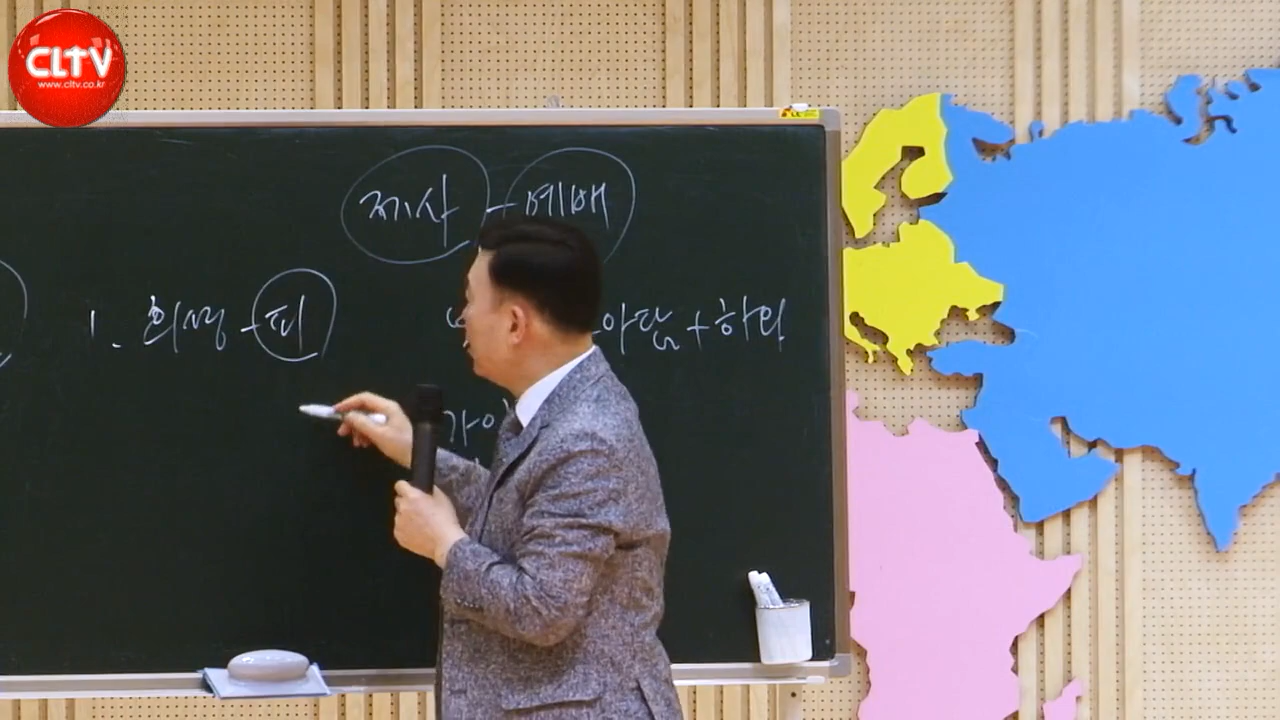 CLTV
www.cltv.co.kr
제사 - 예배
1. 희생 - 피
아담 + 하와
가인